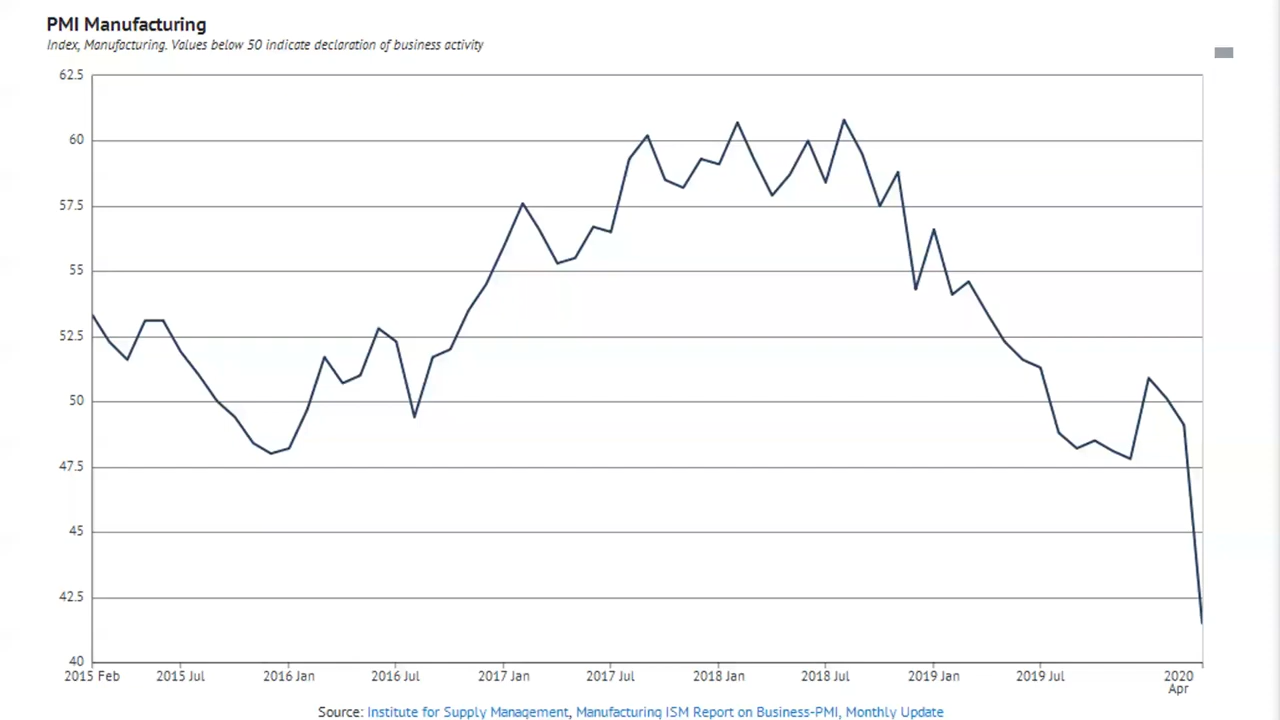 PMI Manufacturing
Index, Manufacturing. Values below 50 indicate declaration of business activity
62.5
60
57.5
55
52.5
50
47.5
45
42.5
40
2015 Feb 2015 Jul 2016 Jan 2016 Jul 2017 Jan 2017 Jul 2018 Jan 2018 Jul 2019 Jan 2019 Jul 2020
Apr
Source: Institute for Supply Management, Manufacturing ISM Report on Business-PMI, Monthly Update